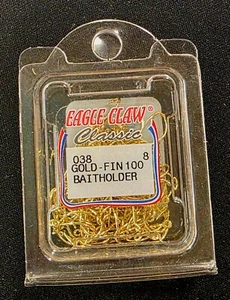 EAGLE CLAW®
Classic
038 8
GOLD-FIN 100
BAITHOLDER